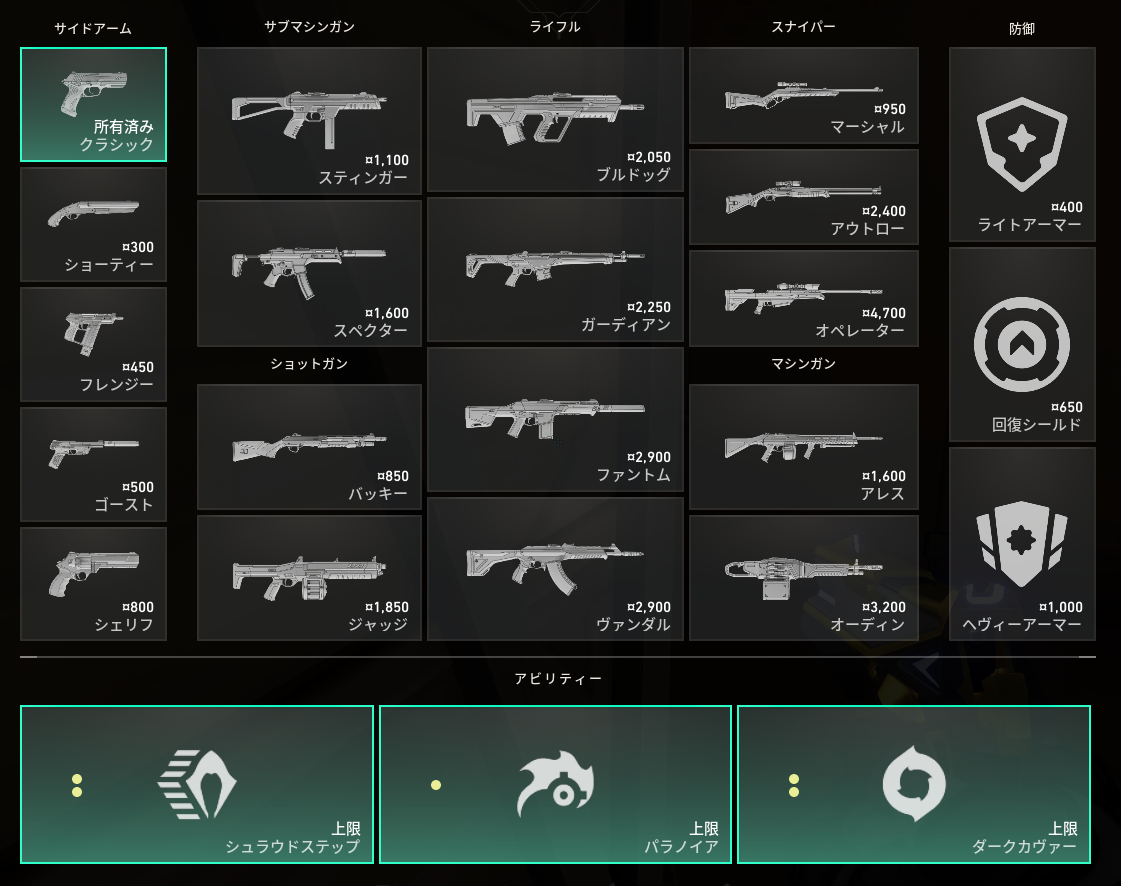 サイドアーム
所有済み
クラシック
¤300
ショーティー
¤450
フレンジー
¤500
ゴースト
¤800
シェリフ
サブマシンガン
¤1,100
スティンガー
¤1,600
スペクター
ショットガン
¤850
バッキー
¤1,850
ジャッジ
ライフル
¤2,050
ブルドッグ
¤2,250
ガーディアン
¤2,900
ファントム
¤2,900
ヴァンダル
スナイパー
¤950
マーシャル
¤2,400
アウトロー
¤4,700
オペレーター
マシンガン
¤1,600
アレス
¤3,200
オーディン
防御
¤400
ライトアーマー
¤650
回復シールド
¤1,000
ヘヴィーアーマー
アビリティー
上限
シュラウドステップ
上限
パラノイア
上限
ダークカヴァー